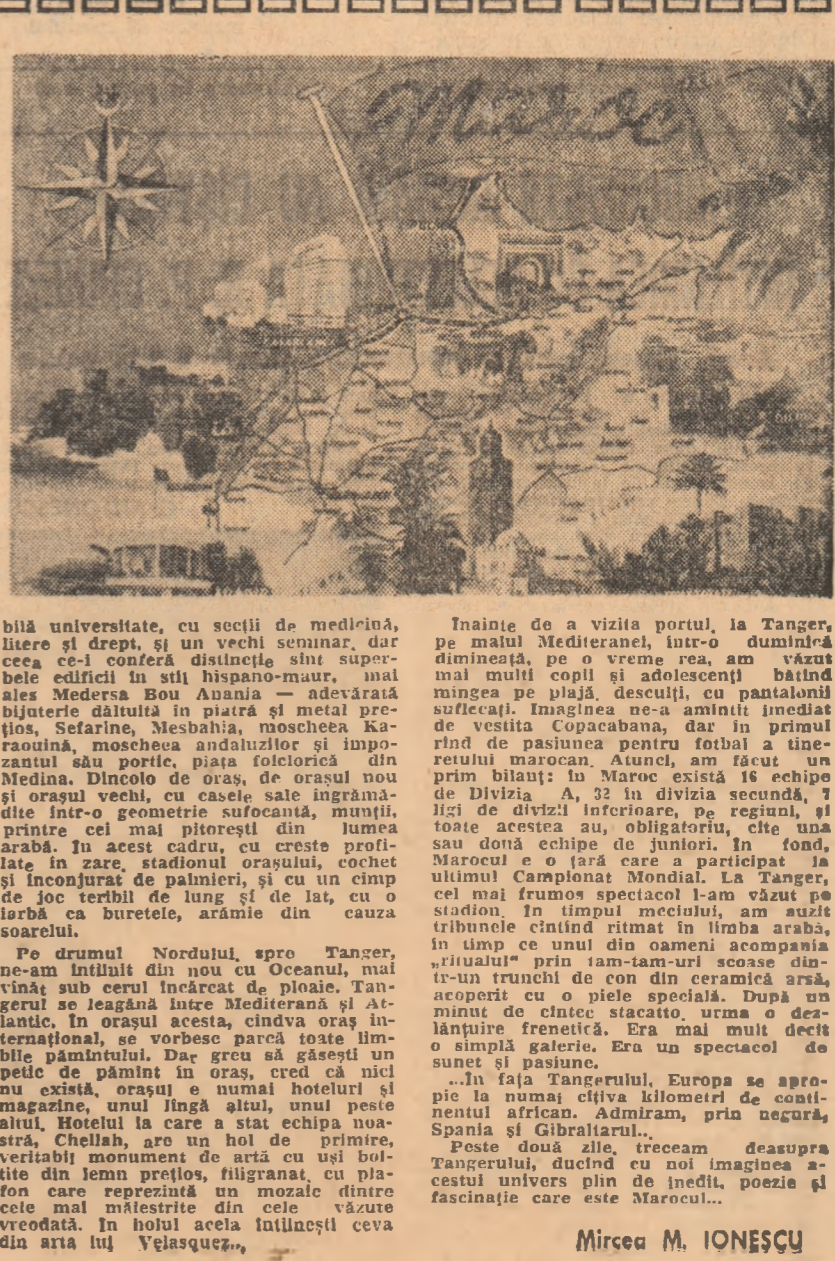 Maroc
bilă universitate, cu secții de medicină,
litere și drept, și un vechi seminar, dar
ceea ce-i conferă distincție sînt super-
bele edificii în stil hispano-maur, mai
ales Medersa Bou Anania — adevărată
bijuterie dăltuită în piatră și metal pre-
țios, Sefarine, Mesbahia, moscheea Ka-
raouină, moscheea andaluzilor și impo-
zantul său portic, piața folclorică din
Medina. Dincolo de oraș, de orașul nou
și orașul vechi, cu casele sale îngrămă-
dite într-o geometrie sufocantă, munții,
printre cei mai pitorești din lumea
arabă. În acest cadru, cu creste profi-
late în zare, stadionul orașului, cochet
și înconjurat de palmieri, și cu un cîmp
de joc teribil de lung și de lat, cu o
iarbă ca buretele, arămie din cauza
soarelui.
Pe drumul Nordului, spre Tanger,
ne-am întîlnit din nou cu Oceanul, mai
vînăt sub cerul încărcat de ploaie. Tan-
gerul se leagănă între Mediterană și At-
lantic. În orașul acesta, cîndva oraș in-
ternațional, se vorbesc parcă toate lim-
bile pămîntului. Dar greu să găsești un
petic de pămînt în oraș, cred că nici
nu există, orașul e numai hoteluri și
magazine, unul lîngă altul, unul peste
altul. Hotelul la care a stat echipa noa-
stră, Chellah, are un hol de primire,
veritabil monument de artă cu uși bol-
tite din lemn prețios, filigranat, cu pla-
fon care reprezintă un mozaic dintre
cele mai măiestrite din cele văzute
vreodată. În holul acela întîlnești ceva
din arta lui Velasquez...
Înainte de a vizita portul, la Tanger,
pe malul Mediteranei, într-o duminică
dimineață, pe o vreme rea, am văzut
mai mulți copii și adolescenți bătînd
mingea pe plajă, desculți, cu pantalonii
suflecați. Imaginea ne-a amintit imediat
de vestita Copacabana, dar în primul
rînd de pasiunea pentru fotbal a tine-
retului marocan. Atunci, am făcut un
prim bilanț: în Maroc există 16 echipe
de Divizia A, 32 în divizia secundă, 7
ligi de divizii inferioare, pe regiuni, și
toate acestea au, obligatoriu, cîte una
sau două echipe de juniori. În fond,
Marocul e o țară care a participat la
ultimul Campionat Mondial. La Tanger,
cel mai frumos spectacol l-am văzut pe
stadion. În timpul meciului, am auzit
tribunele cîntînd ritmat în limba arabă,
în timp ce unul din oameni acompania
„ritualul" prin tam-tam-uri scoase din-
tr-un trunchi de con din ceramică arsă,
acoperit cu o piele specială. După un
minut de cîntec stacatto, urma o dez-
lănțuire frenetică. Era mai mult decît
o simplă galerie. Era un spectacol de
sunet și pasiune.
...În fața Tangerului, Europa se apro-
pie la numai cîțiva kilometri de conti-
nentul african. Admiram, prin negură,
Spania și Gibraltarul...
Peste două zile, treceam deasupra
Tangerului, ducînd cu noi imaginea a-
cestui univers plin de inedit, poezie și
fascinație care este Marocul...
Mircea M. IONESCU